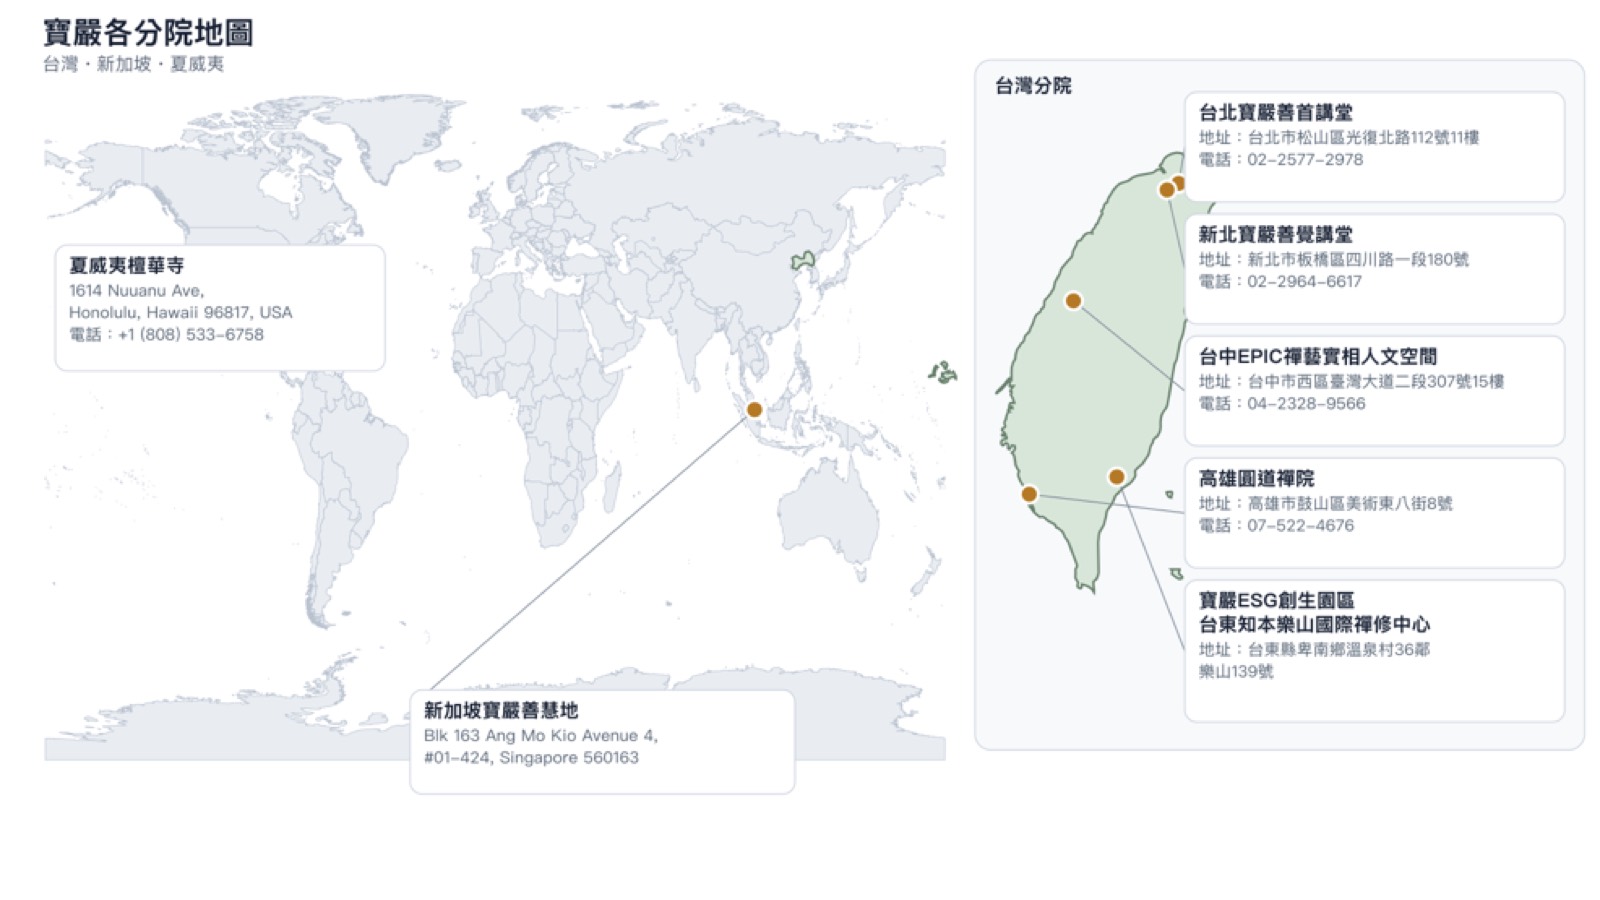 寶嚴各分院地圖
台灣·新加坡·夏威夷
夏威夷檀華寺
1614 Nuuanu Ave,
Honolulu, Hawaii 96817, USA
電話：+1 (808) 533-6758
新加坡寶嚴善慧地
Blk 163 Ang Mo Kio Avenue 4,
#01-424, Singapore 560163
台灣分院
台北寶嚴善首講堂
地址：台北市松山區光復北路112號11樓
電話：02-2577-2978
新北寶嚴善覺講堂
地址：新北市板橋區四川路一段180號
電話：02-2964-6617
台中EPIC禪藝實相人文空間
地址：台中市西區臺灣大道二段307號15樓
電話：04-2328-9566
高雄圓道禪院
地址：高雄市鼓山區美術東八街8號
電話：07-522-4676
寶嚴ESG創生園區
台東知本樂山國際禪修中心
地址：台東縣卑南鄉溫泉村36鄰
樂山139號